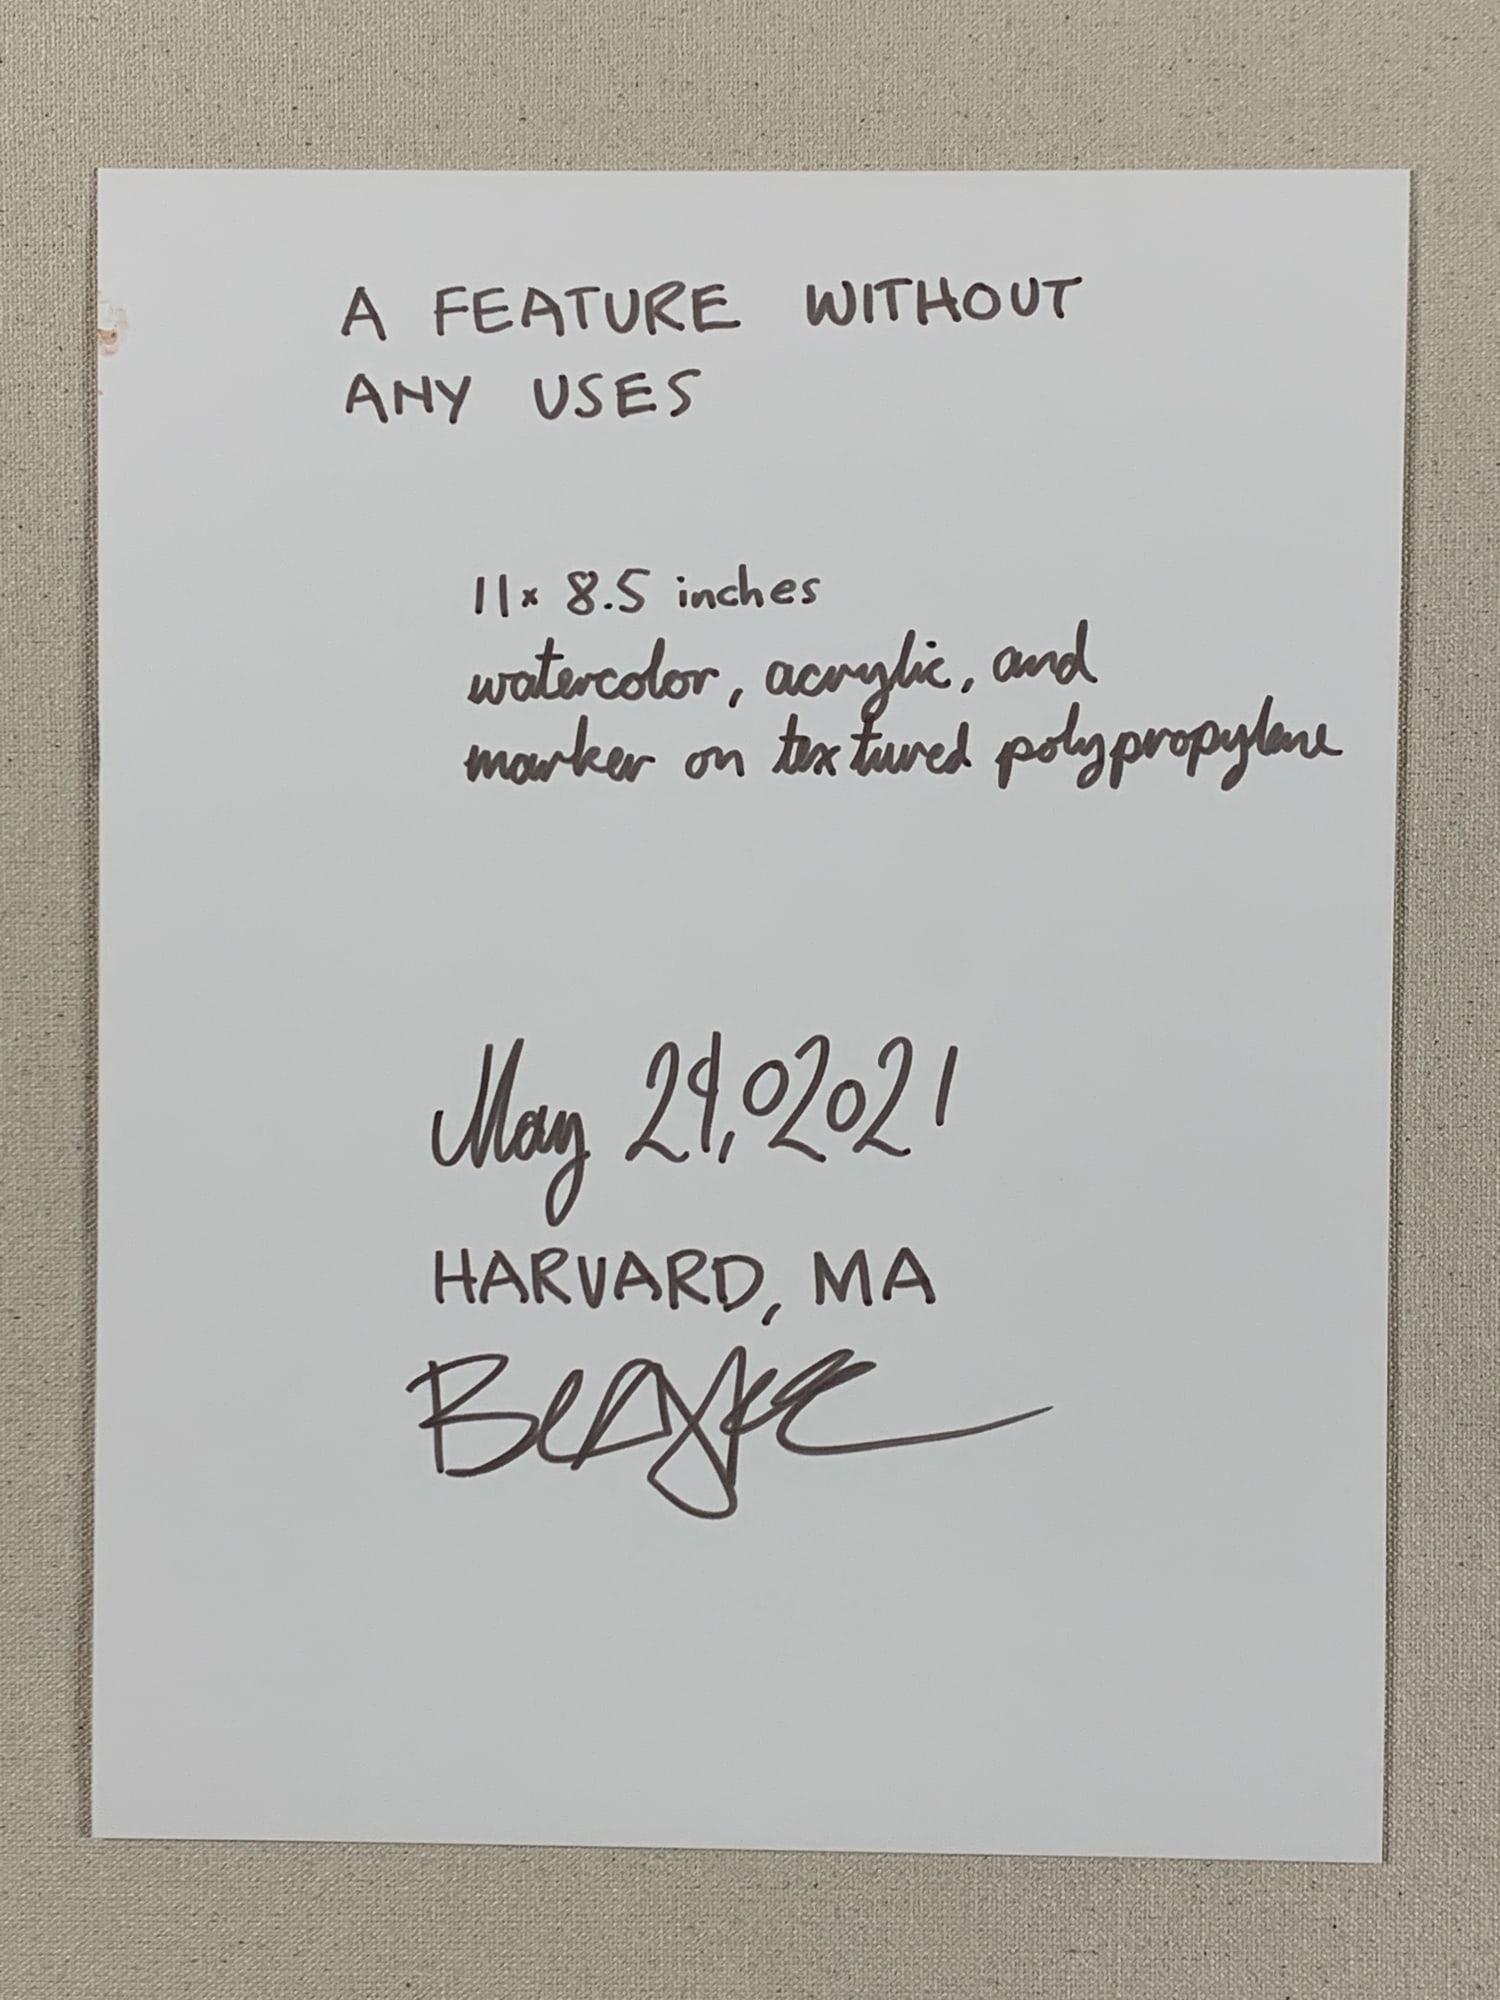 A FEATURE WITHOUT
ANY USES
11 x 8.5 inches
watercolor, acrylic, and
marker on textured polypropylene
May 29, 02021
HARVARD, MA